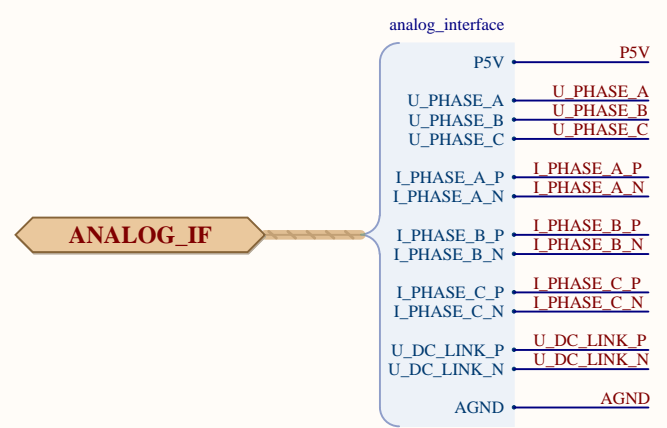 analog_interface
P5V P5V
U_PHASE_A U_PHASE_A
U_PHASE_B U_PHASE_B
U_PHASE_C U_PHASE_C
I_PHASE_A_P I_PHASE_A_P
I_PHASE_A_N I_PHASE_A_N
ANALOG_IF
I_PHASE_B_P I_PHASE_B_P
I_PHASE_B_N I_PHASE_B_N
I_PHASE_C_P I_PHASE_C_P
I_PHASE_C_N I_PHASE_C_N
U_DC_LINK_P U_DC_LINK_P
U_DC_LINK_N U_DC_LINK_N
AGND AGND